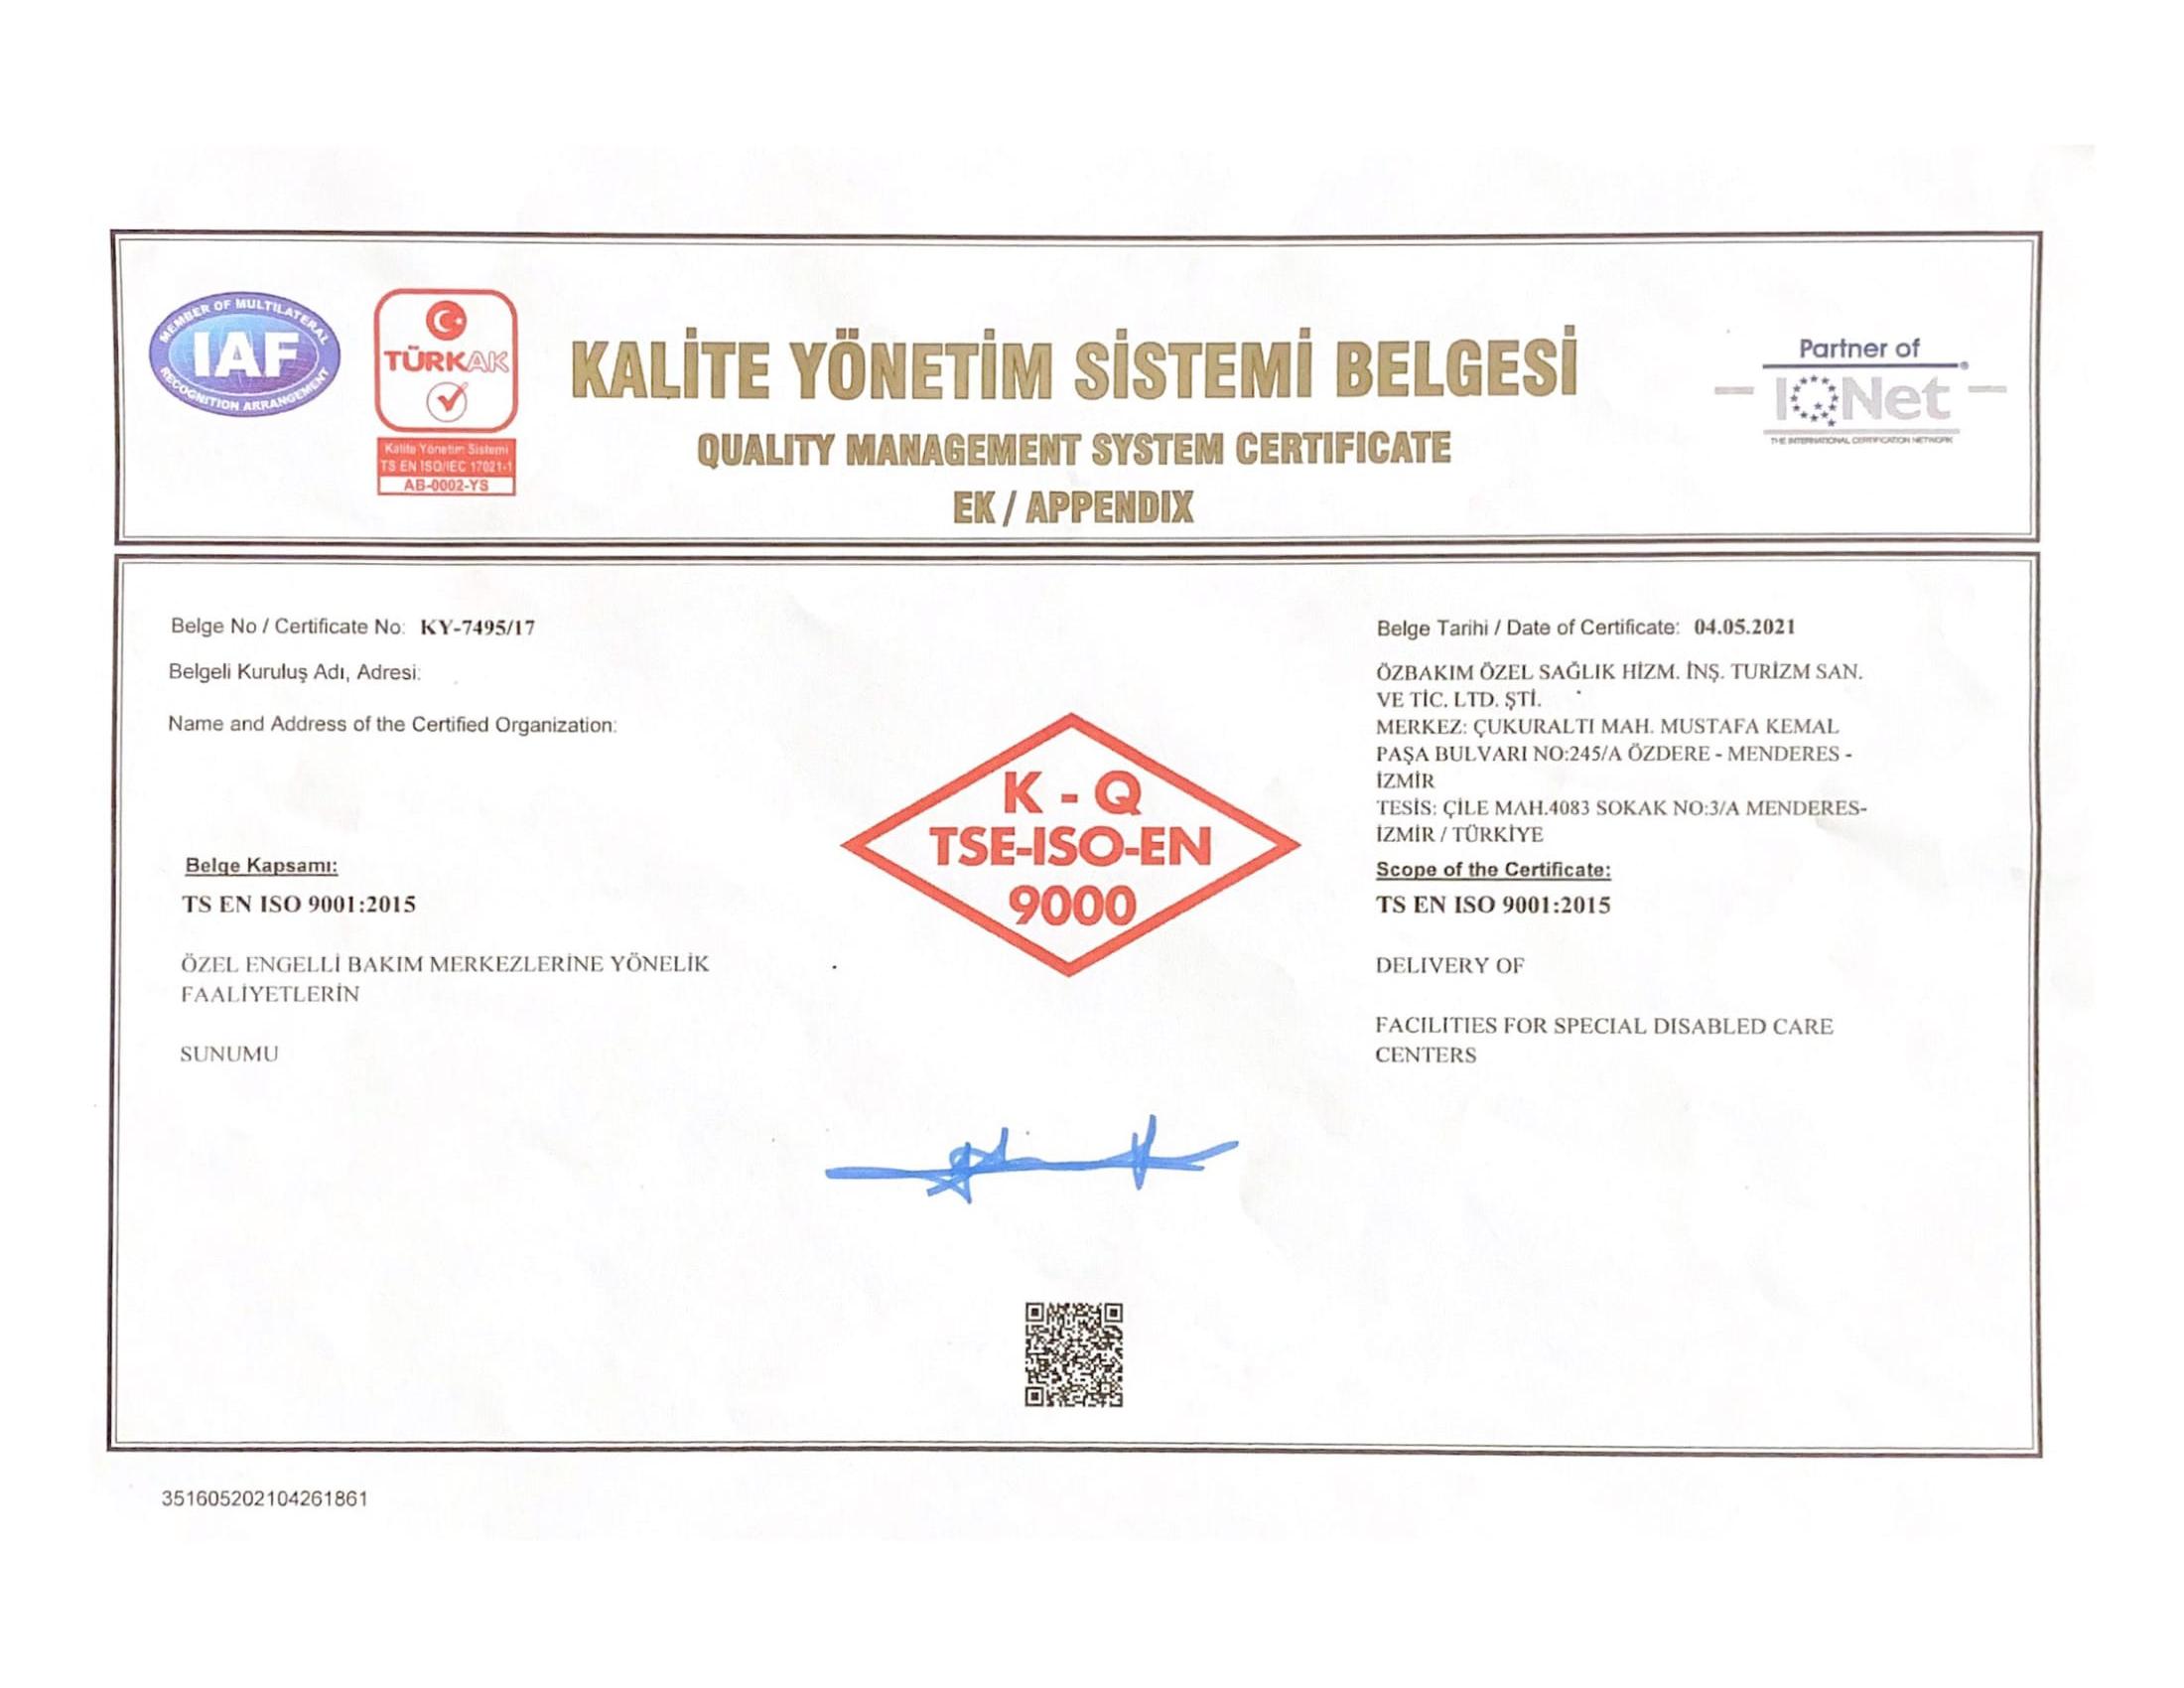 MEMBER OF MULTILATERAL
IAF
RECOGNITION ARRANGEMENT
TÜRKAK
Kalite Yönetim Sistemi
TS EN ISO/IEC 17021-1
AB-0002-YS
KALİTE YÖNETİM SİSTEMİ BELGESİ
QUALITY MANAGEMENT SYSTEM CERTIFICATE
EK / APPENDIX
Partner of
IQNet ®
THE INTERNATIONAL CERTIFICATION NETWORK
Belge No / Certificate No: KY-7495/17
Belgeli Kuruluş Adı, Adresi:
Name and Address of the Certified Organization:
Belge Kapsamı:
TS EN ISO 9001:2015
ÖZEL ENGELLİ BAKIM MERKEZLERİNE YÖNELİK
FAALİYETLERİN
SUNUMU
K - Q
TSE-ISO-EN
9000
Belge Tarihi / Date of Certificate: 04.05.2021
ÖZBAKIM ÖZEL SAĞLIK HİZM. İNŞ. TURİZM SAN.
VE TİC. LTD. ŞTİ.
MERKEZ: ÇUKURALTI MAH. MUSTAFA KEMAL
PAŞA BULVARI NO:245/A ÖZDERE - MENDERES -
İZMİR
TESİS: ÇİLE MAH.4083 SOKAK NO:3/A MENDERES-
İZMİR / TÜRKİYE
Scope of the Certificate:
TS EN ISO 9001:2015
DELIVERY OF
FACILITIES FOR SPECIAL DISABLED CARE
CENTERS
351605202104261861